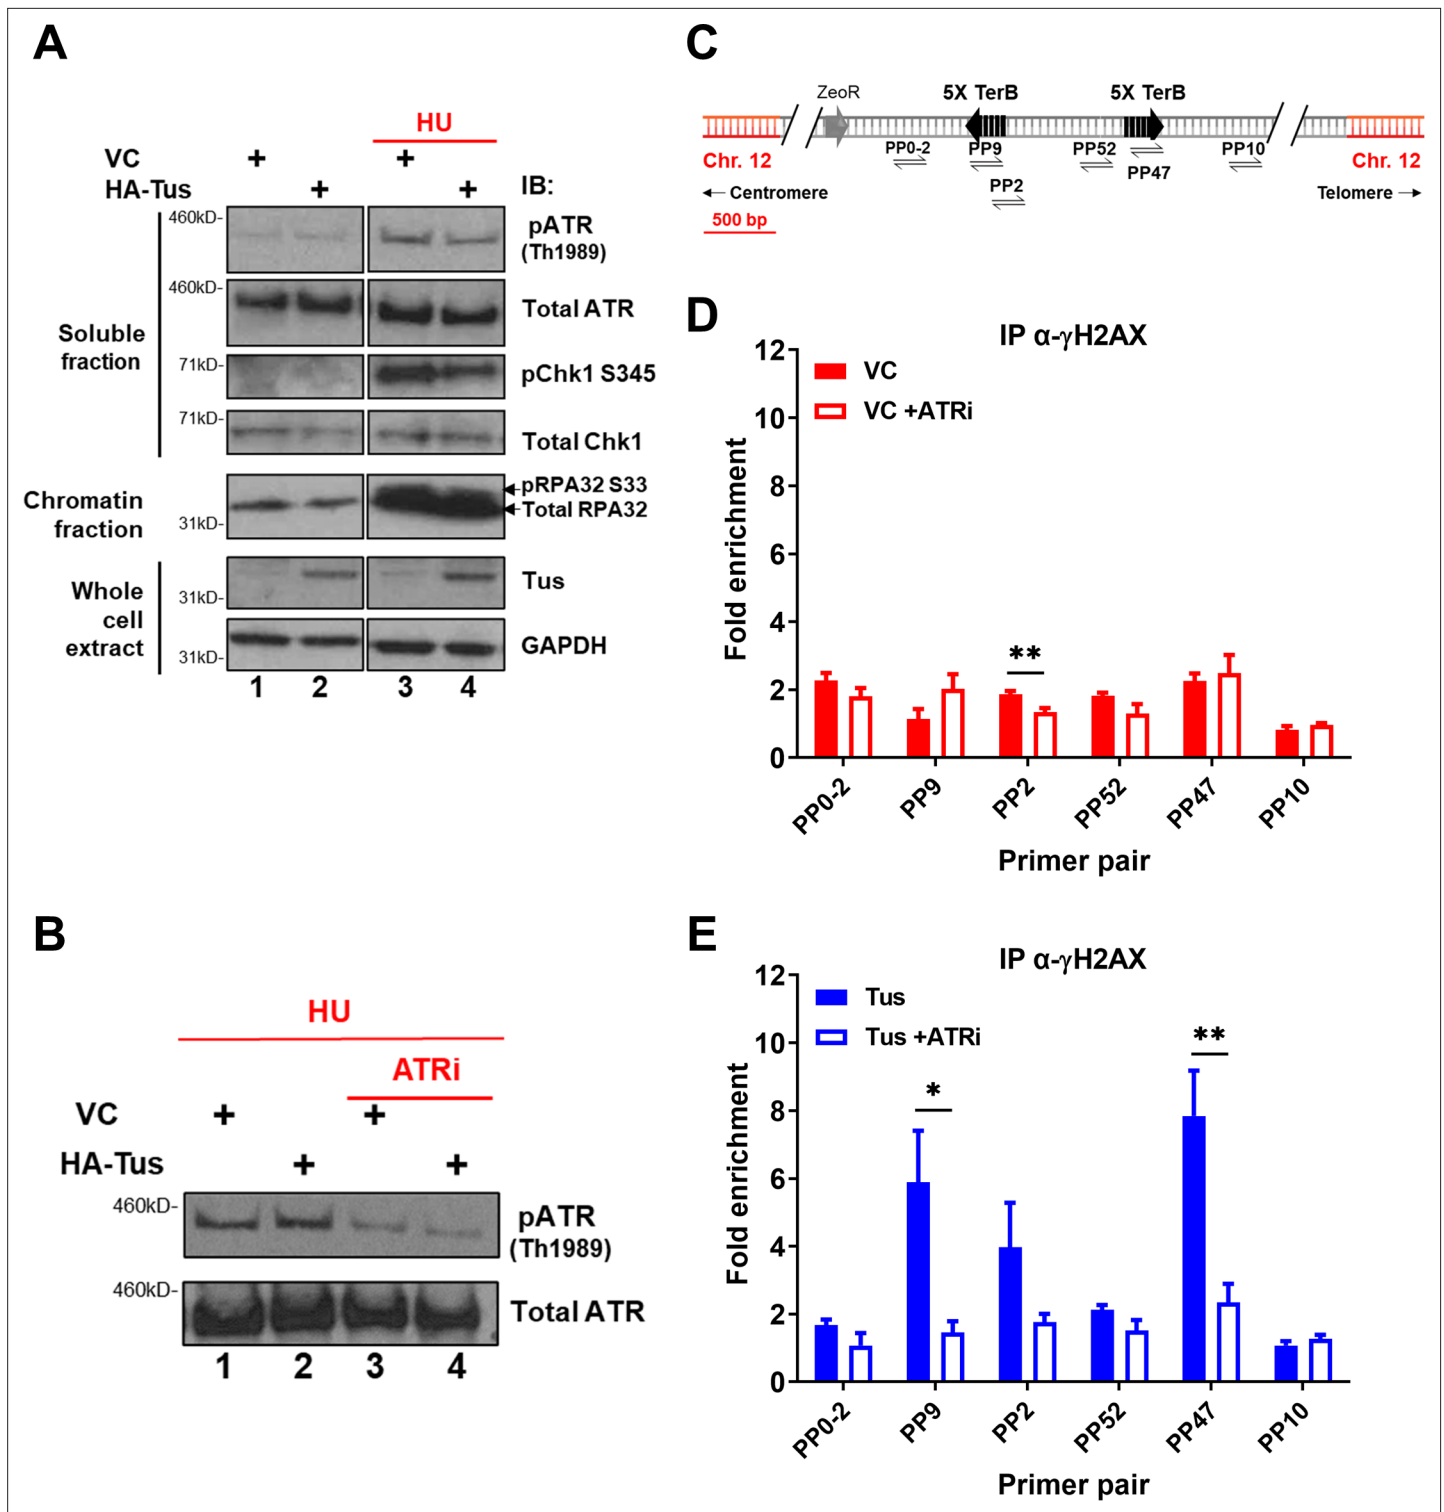 A
HU
VC + +
HA-Tus + + IB:
460kD-
pATR
(Th1989)
460kD-
Total ATR
Soluble
fraction
71kD-
pChk1 S345
71kD-
Total Chk1
Chromatin
fraction
pRPA32 S33
Total RPA32
31kD-
Whole
cell
extract
Tus
31kD-
GAPDH
31kD-
1 2 3 4
B
HU
ATRi
VC + +
HA-Tus + +
460kD-
pATR
(Th1989)
460kD-
Total ATR
1 2 3 4
C
ZeoR 5X TerB 5X TerB
PP0-2 PP9 PP52 PP10
Chr. 12 PP47 Chr. 12
PP2
← Centromere Telomere →
500 bp
D
IP α-γH2AX
12
10
8
6
4
2
0
Fold enrichment
VC
VC +ATRi
**
PP0-2 PP9 PP2 PP52 PP47 PP10
Primer pair
E
IP α-γH2AX
12
10
8
6
4
2
0
Fold enrichment
Tus
Tus +ATRi
*
**
PP0-2 PP9 PP2 PP52 PP47 PP10
Primer pair